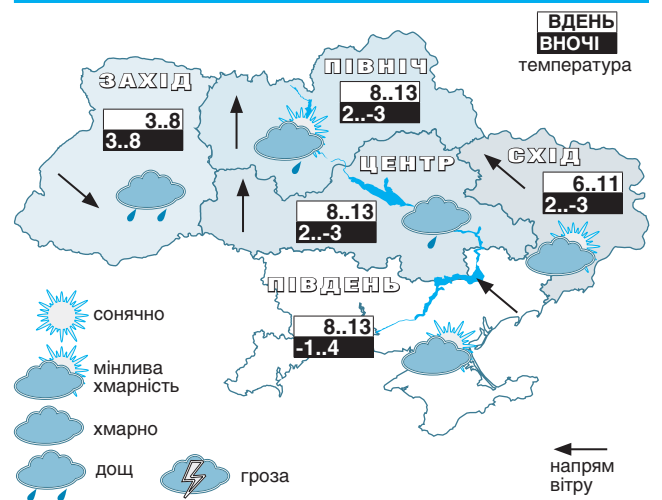 ВДЕНЬ
ВНОЧІ
температура
ЗАХІД
3..8
3..8
ПІВНІЧ
8..13
2..-3
ЦЕНТР
8..13
2..-3
СХІД
6..11
2..-3
ПІВДЕНЬ
8..13
-1..4
сонячно
мінлива
хмарність
хмарно
дощ
гроза
напрям
вітру